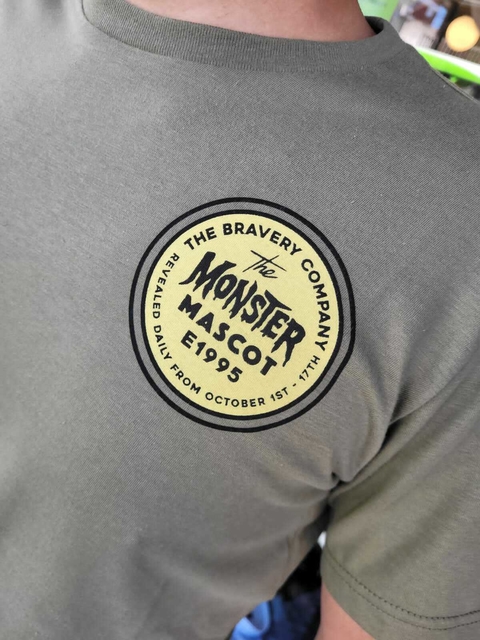 THE BRAVERY COMPANY
The
MONSTER
MASCOT
E1995
REVEALED DAILY FROM OCTOBER 1ST - 17TH